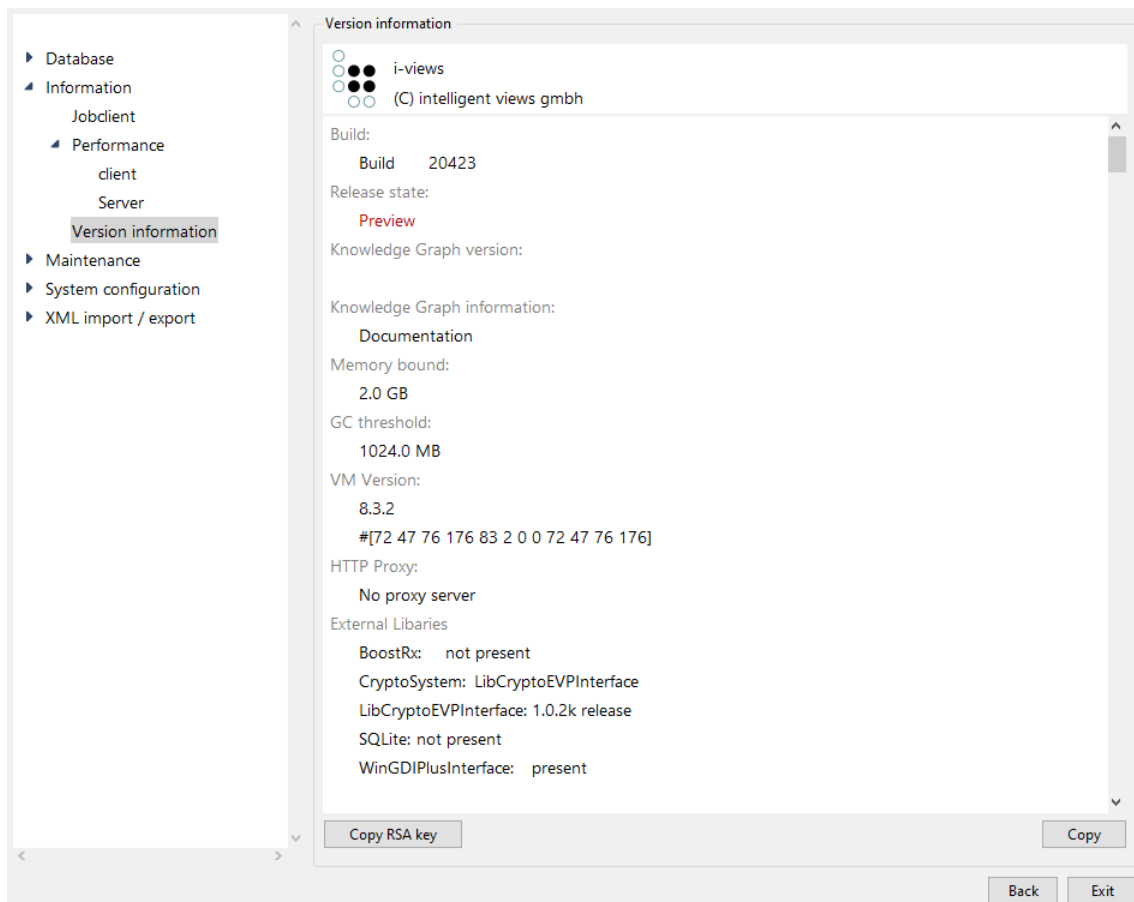 Database
Information
Jobclient
Performance
client
Server
Version information
Maintenance
System configuration
XML import / export
Version information
i-views
(C) intelligent views gmbh
Build:
Build 20423
Release state:
Preview
Knowledge Graph version:
Knowledge Graph information:
Documentation
Memory bound:
2.0 GB
GC threshold:
1024.0 MB
VM Version:
8.3.2
#[72 47 76 176 83 2 0 0 72 47 76 176]
HTTP Proxy:
No proxy server
External Libaries
BoostRx: not present
CryptoSystem: LibCryptoEVPInterface
LibCryptoEVPInterface: 1.0.2k release
SQLite: not present
WinGDIPlusInterface: present
Copy RSA key
Copy
Back
Exit